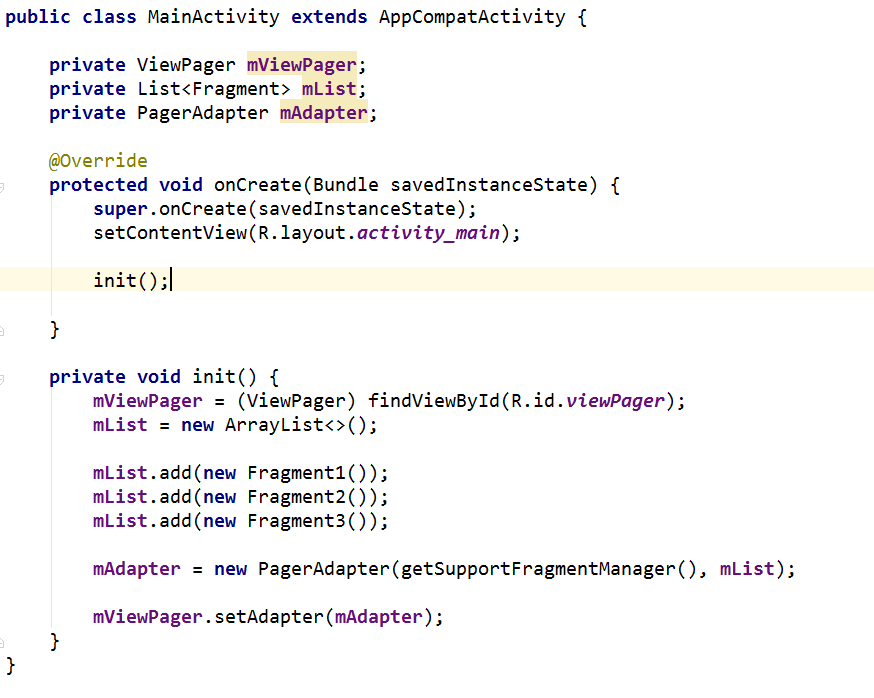 public class MainActivity extends AppCompatActivity {
private ViewPager mViewPager;
private List<Fragment> mList;
private PagerAdapter mAdapter;
@Override
protected void onCreate(Bundle savedInstanceState) {
super.onCreate(savedInstanceState);
setContentView(R.layout.activity_main);
init();
}
private void init() {
mViewPager = (ViewPager) findViewById(R.id.viewPager);
mList = new ArrayList<>();
mList.add(new Fragment1());
mList.add(new Fragment2());
mList.add(new Fragment3());
mAdapter = new PagerAdapter(getSupportFragmentManager(), mList);
mViewPager.setAdapter(mAdapter);
}
}